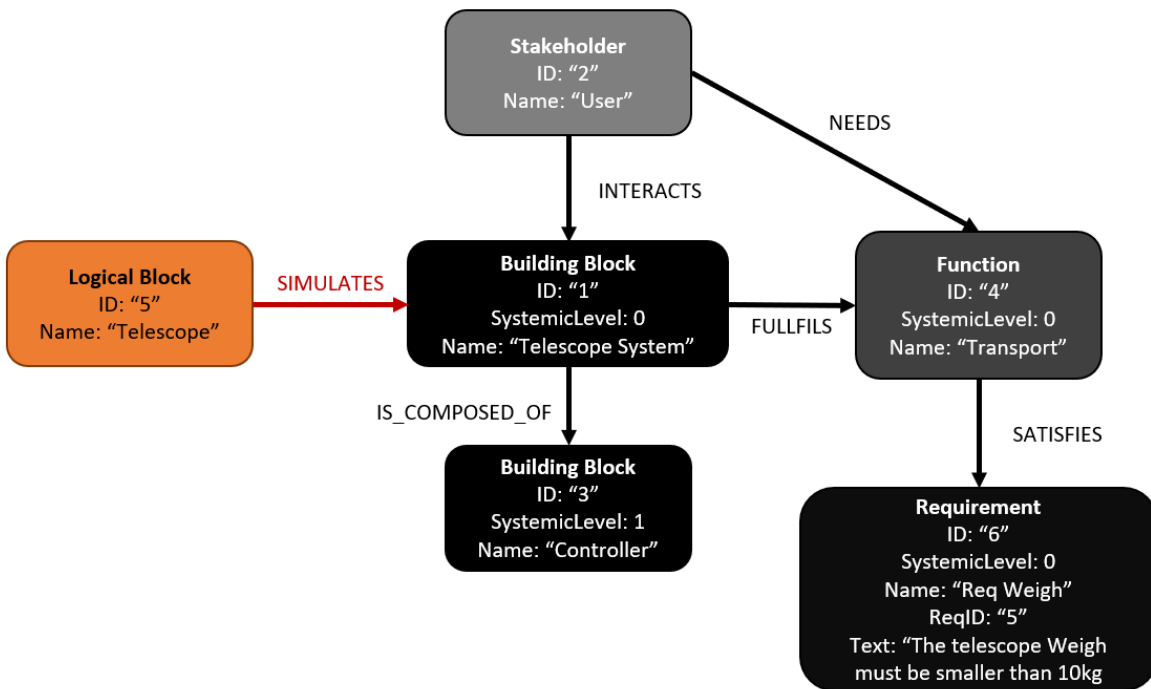 Stakeholder
ID: “2”
Name: “User”
NEEDS
INTERACTS
Logical Block
ID: “5”
Name: “Telescope”
SIMULATES
Building Block
ID: “1”
SystemicLevel: 0
Name: “Telescope System”
FULLFILS
Function
ID: “4”
SystemicLevel: 0
Name: “Transport”
IS_COMPOSED_OF
SATISFIES
Building Block
ID: “3”
SystemicLevel: 1
Name: “Controller”
Requirement
ID: “6”
SystemicLevel: 0
Name: “Req Weigh”
ReqID: “5”
Text: “The telescope Weigh
must be smaller than 10kg